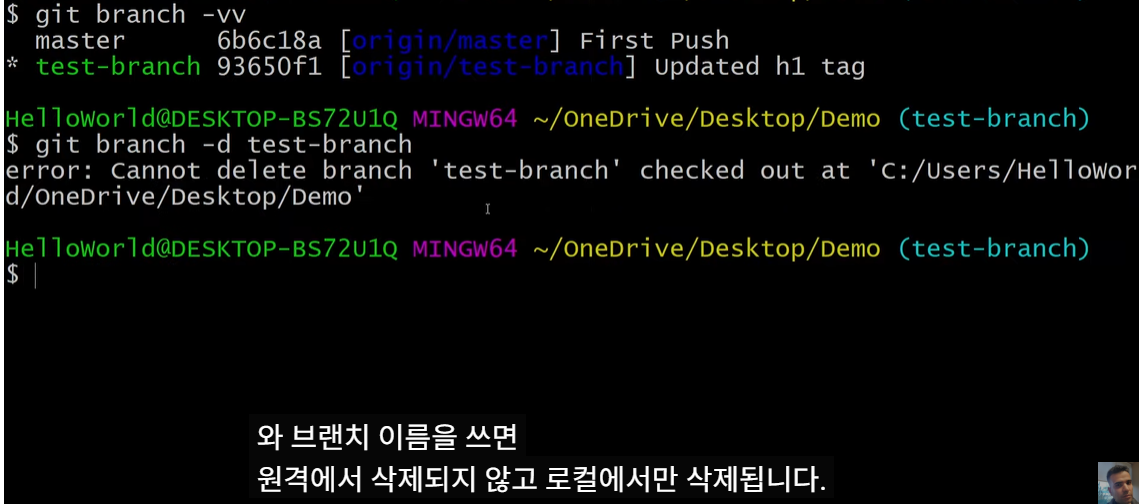 $ git branch -vv
  master      6b6c18a [origin/master] First Push
* test-branch 93650f1 [origin/test-branch] Updated h1 tag
HelloWorld@DESKTOP-BS72U1Q MINGW64 ~/OneDrive/Desktop/Demo (test-branch)
$ git branch -d test-branch
error: Cannot delete branch 'test-branch' checked out at 'C:/Users/HelloWor
d/OneDrive/Desktop/Demo'
HelloWorld@DESKTOP-BS72U1Q MINGW64 ~/OneDrive/Desktop/Demo (test-branch)
$
와 브랜치 이름을 쓰면
원격에서 삭제되지 않고 로컬에서만 삭제됩니다.